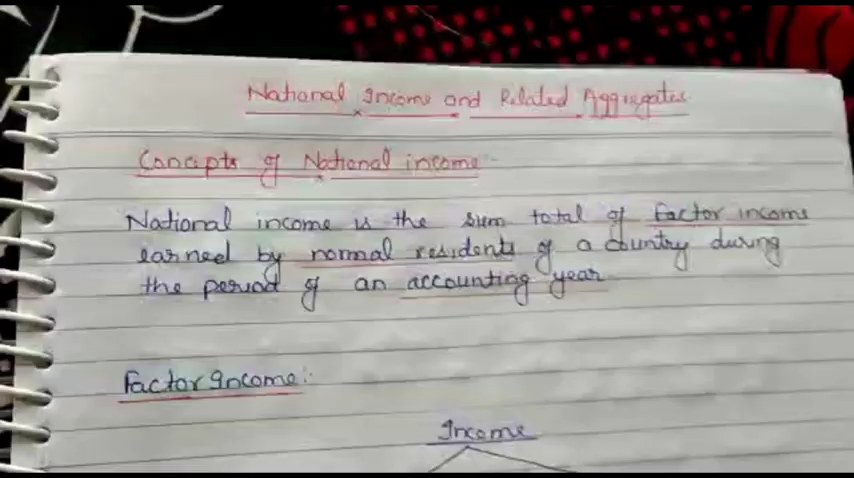 National Income and Related Aggregates
Concepts of National income:-
National income is the sum total of factor income
earned by normal residents of a country during
the period of an accounting year
Factor Income:-
Income